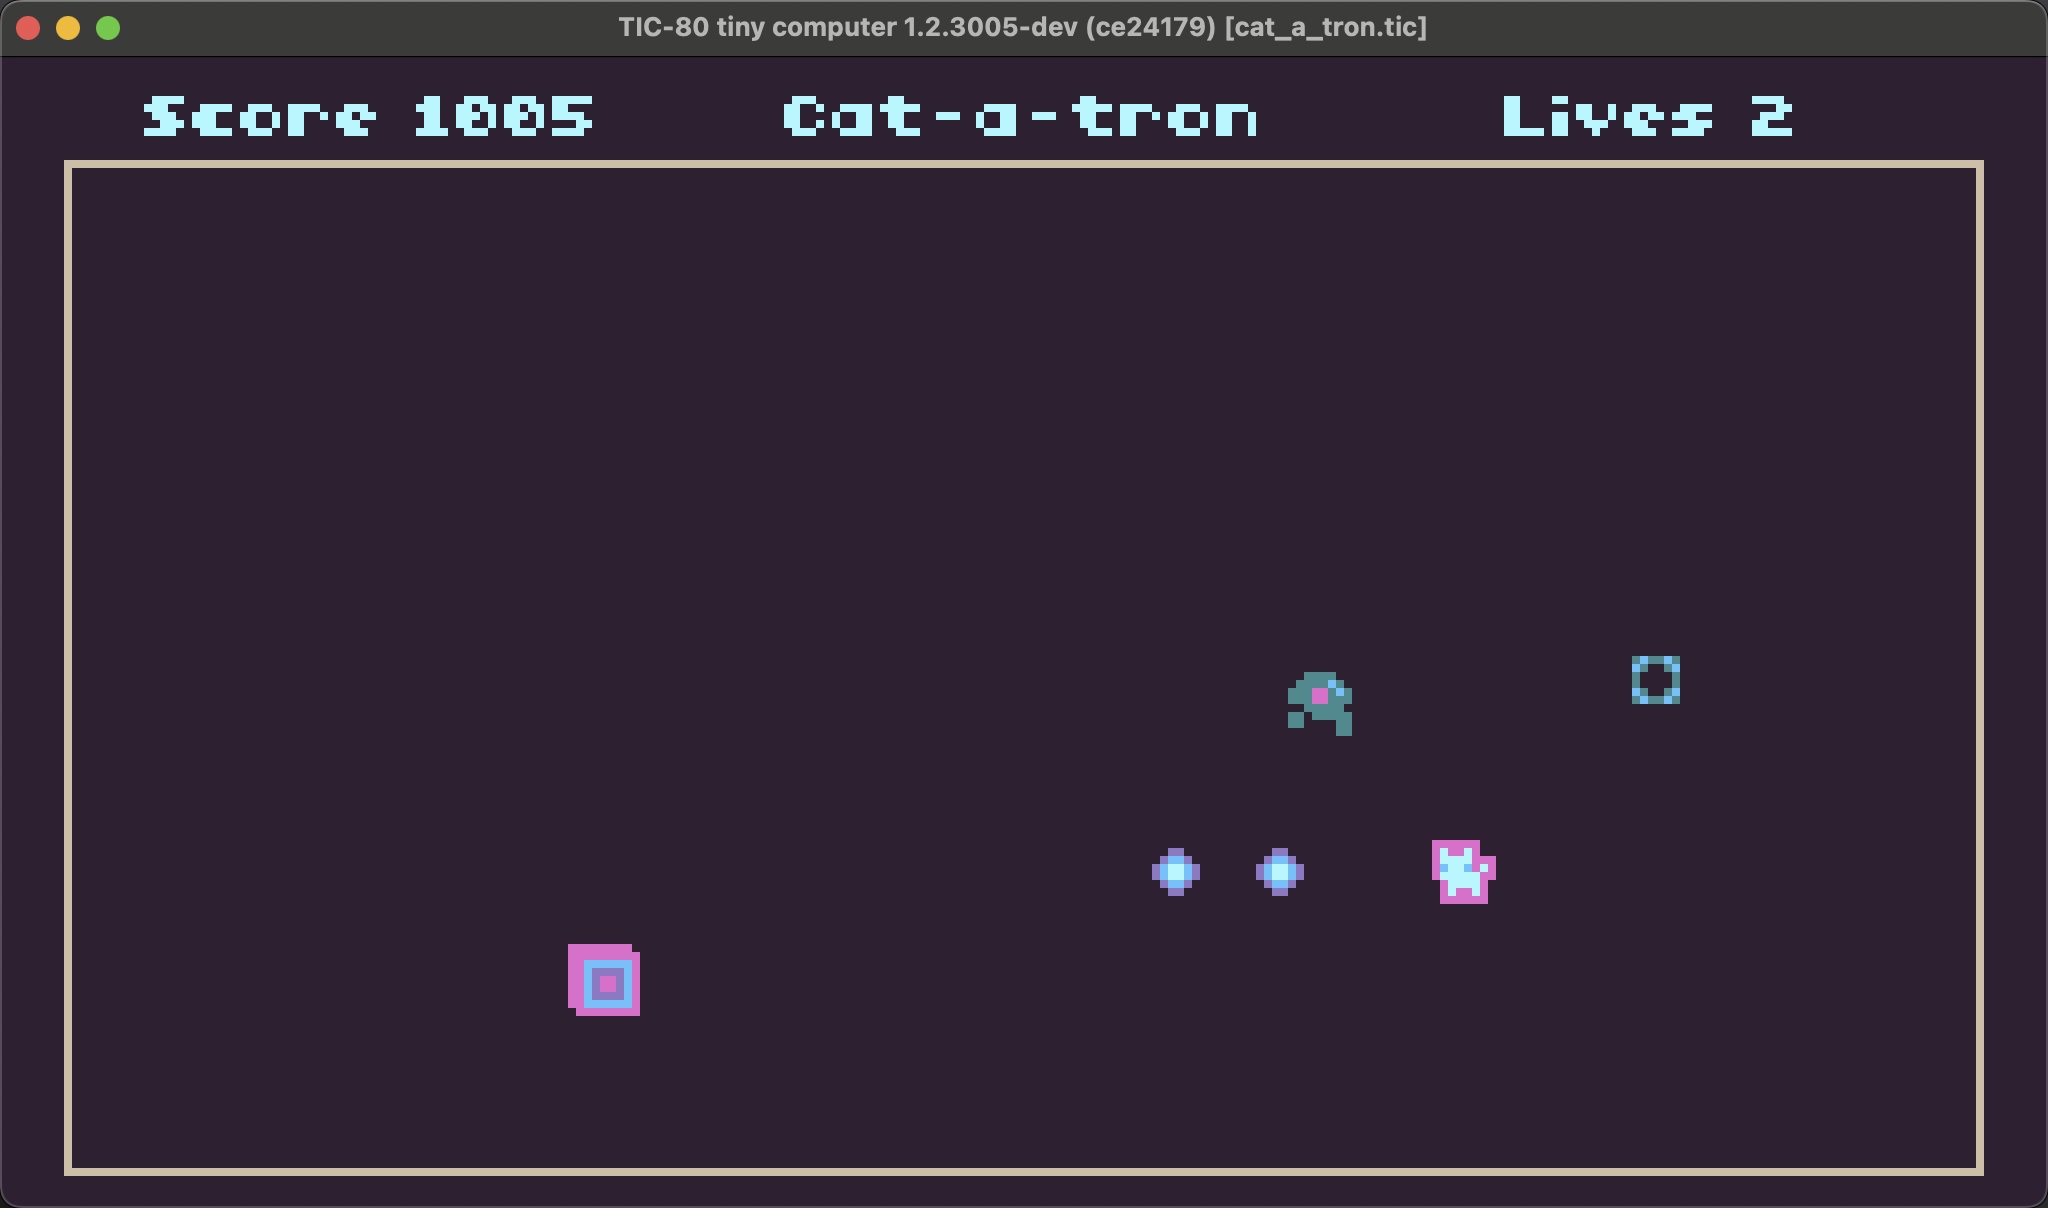 TIC-80 tiny computer 1.2.3005-dev (ce24179) [cat_a_tron.tic]
Score 1005 Cat-a-tron Lives 2